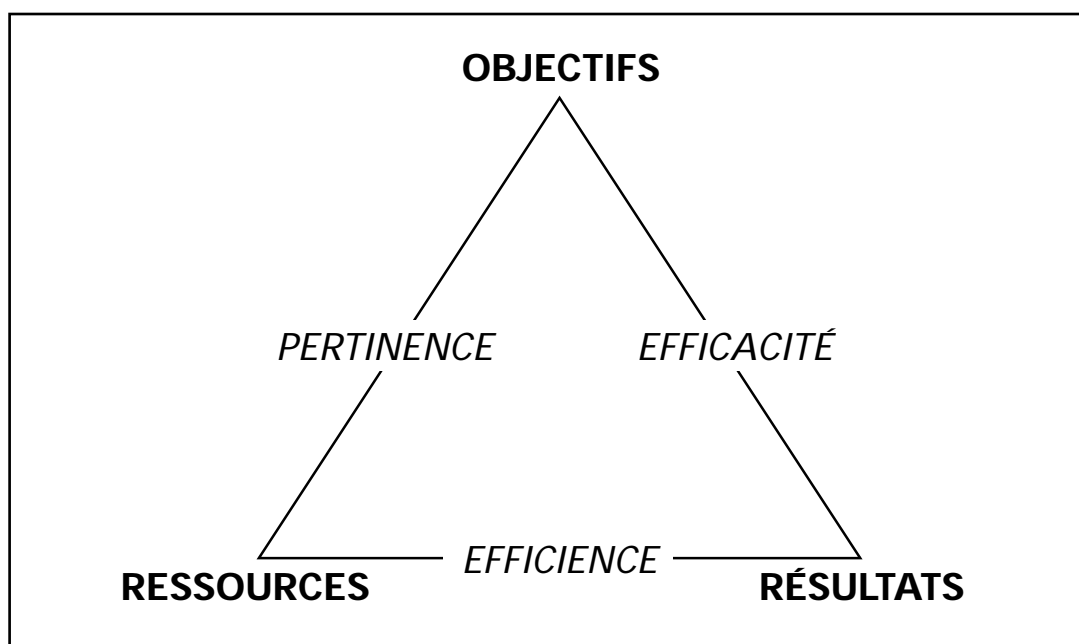 OBJECTIFS
PERTINENCE
EFFICACITÉ
EFFICIENCE
RESSOURCES
RÉSULTATS